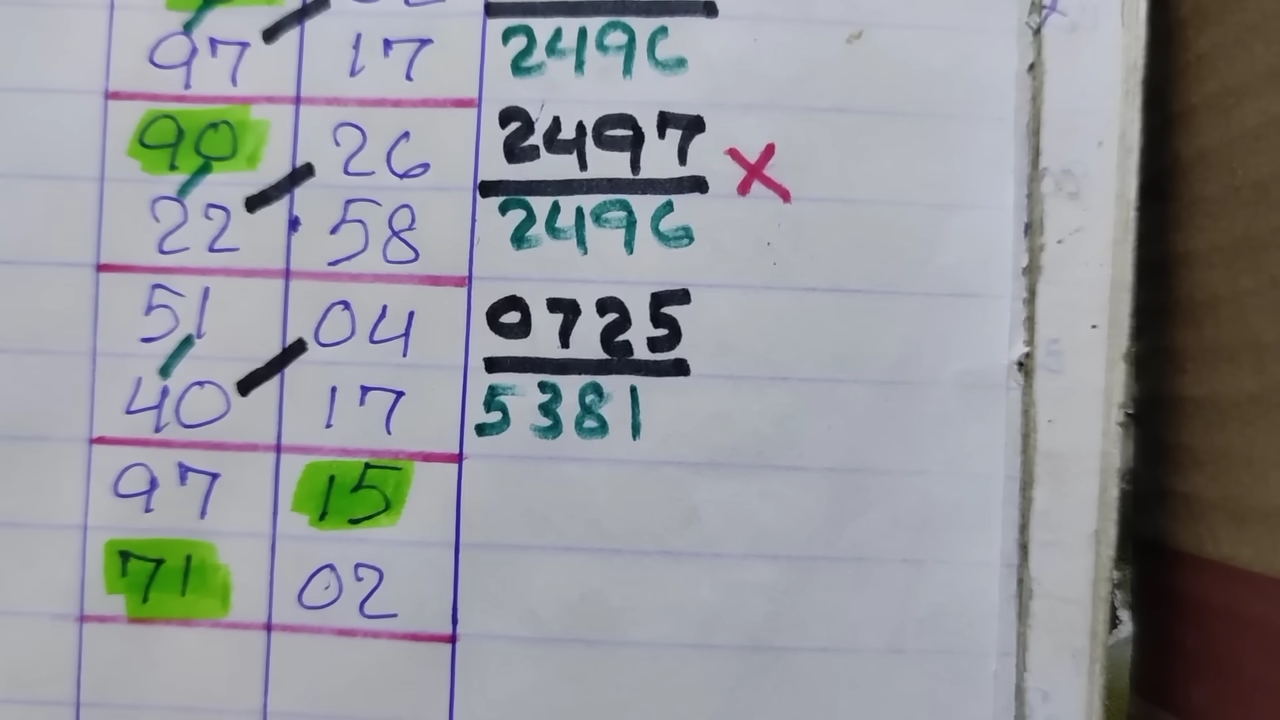 97 17 2496
90 26 2497 X
22 58 2496
51 04 0725
40 17 5381
97 15
71 02